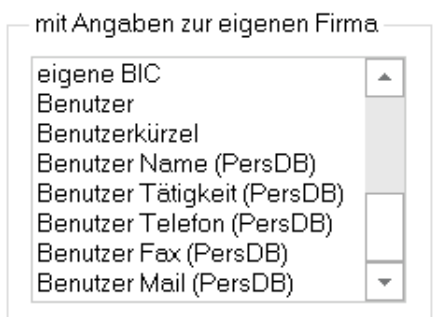 mit Angaben zur eigenen Firma
eigene BIC
Benutzer
Benutzerkürzel
Benutzer Name (PersDB)
Benutzer Tätigkeit (PersDB)
Benutzer Telefon (PersDB)
Benutzer Fax (PersDB)
Benutzer Mail (PersDB)